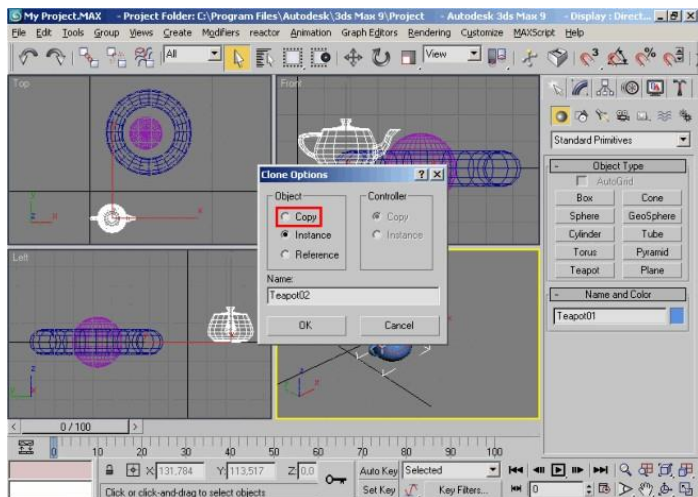 My Project.MAX - Project Folder: C:\Program Files\Autodesk\3ds Max 9\Project - Autodesk 3ds Max 9 - Display : Direct...
File Edit Tools Group Views Create Modifiers reactor Animation Graph Editors Rendering Customize MAXScript Help
All View
Top
Front
Clone Options
Object
Copy
Instance
Reference
Controller
Copy
Instance
Name:
Teapot02
OK Cancel
Left
Standard Primitives
Object Type
AutoGrid
Box Cone
Sphere GeoSphere
Cylinder Tube
Torus Pyramid
Teapot Plane
Name and Color
Teapot01
0 / 100
0 10 20 30 40 50 60 70 80 90 100
X 131,784 Y 113,517 Z 0,0
Auto Key Selected
Click or click-and-drag to select objects
Set Key Key Filters... 0